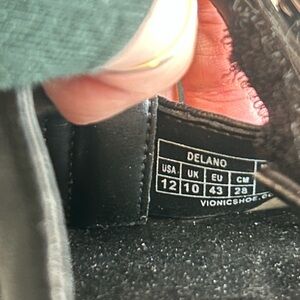 DELANO
USA UK EU CM
12 10 43 28
VIONICSHOE.C